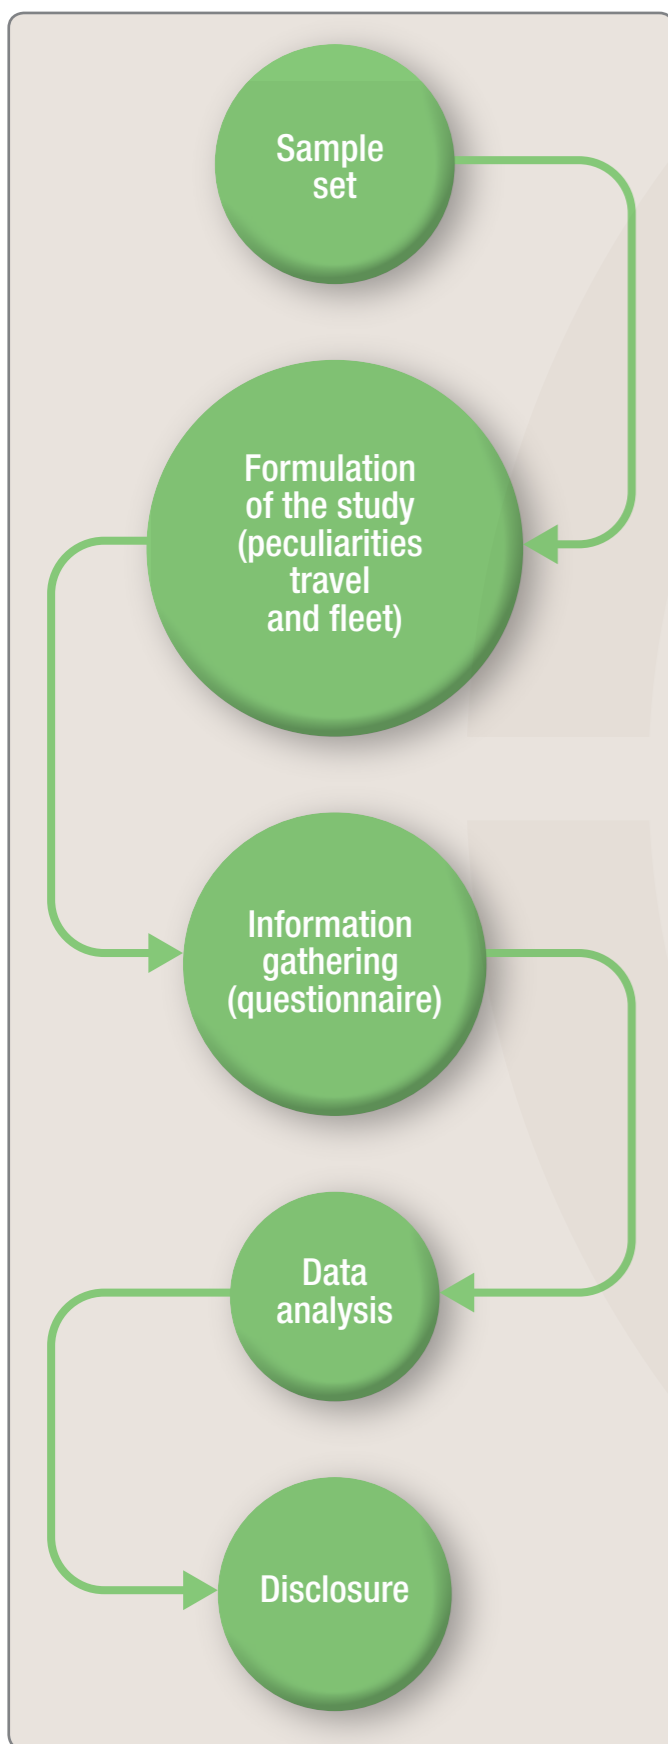 Sample
set
Formulation
of the study
(peculiarities
travel
and fleet)
Information
gathering
(questionnaire)
Data
analysis
Disclosure